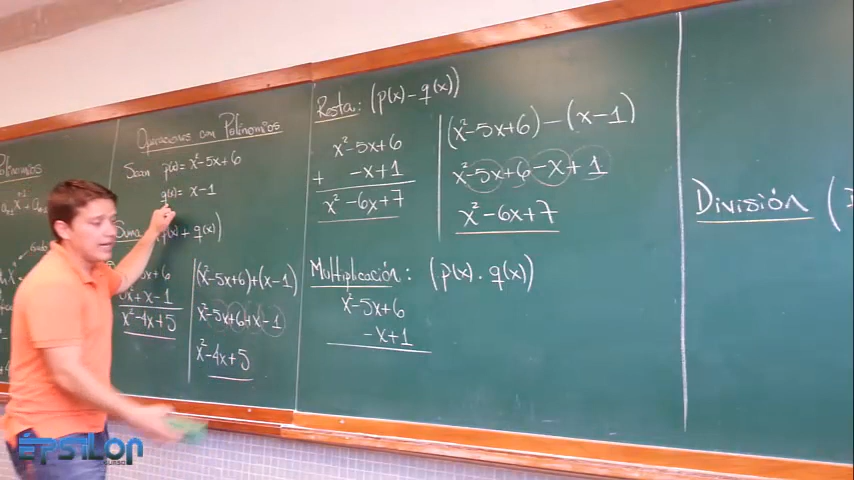 Operaciones con Polinomios
Sean p(x)= x²-5x+6
q(x)= x-1
Suma + q(x))
(x²-5x+6)+(x-1)
x²-5x+6+x-1
x²-4x+5
0x²+x-1
x²-4x+5
Resta: (p(x)-q(x))
x²-5x+6
+ -x+1
x²-6x+7
(x²-5x+6)-(x-1)
x²-5x+6-x+1
x²-6x+7
Multiplicación: (p(x).q(x))
x²-5x+6
-x+1
División (
EPSILON